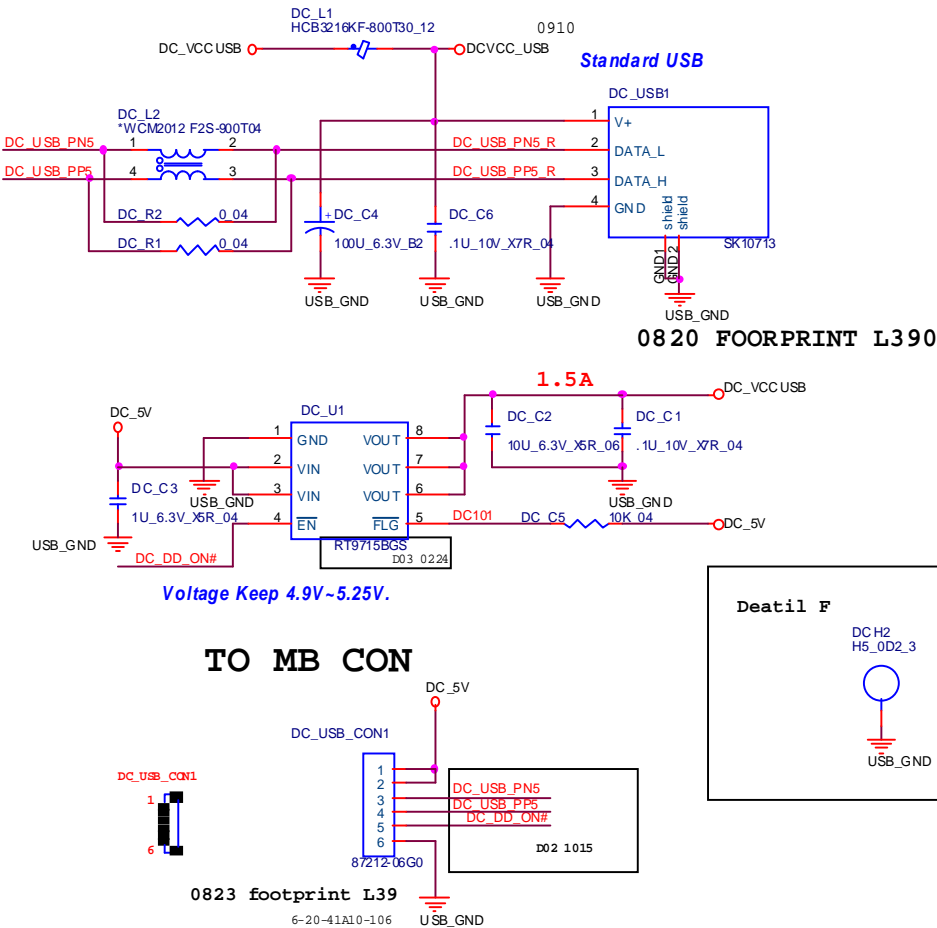 DC_L1
HCB3216KF-800T30_12
0910
DC_VCCUSB
DCVCC_USB
Standard USB
DC_USB1
DC_L2
*WCM2012F2S-900T04
DC_USB_PN5
1
2
DC_USB_PN5_R
DC_USB_PP5
4
3
DC_USB_PP5_R
1
V+
2
DATA_L
3
DATA_H
4
GND
shield
shield
GND1
GND2
SK10713
DC_R2
0_04
DC_R1
0_04
+
DC_C4
100U_6.3V_B2
DC_C6
.1U_10V_X7R_04
USB_GND
USB_GND
USB_GND
USB_GND
0820 FOORPRINT L390
1.5A
DC_VCCUSB
DC_5V
DC_U1
DC_C2
10U_6.3V_X5R_06
DC_C1
.1U_10V_X7R_04
1
GND
VOUT
8
2
VIN
VOUT
7
3
VIN
VOUT
6
4
EN
FLG
5
DC_C3
1U_6.3V_X5R_04
USB_GND
USB_GND
USB_GND
DC101
DC_C5
10K_04
DC_5V
DC_DD_ON#
RT9715BGS
D03 0224
Voltage Keep 4.9V~5.25V.
Deatil F
DCH2
H5_0D2_3
USB_GND
TO MB CON
DC_5V
DC_USB_CON1
DC_USB_CON1
1
6
1
2
3
4
5
6
DC_USB_PN5
DC_USB_PP5
DC_DD_ON#
D02 1015
87212-06G0
0823 footprint L39
6-20-41A10-106
USB_GND